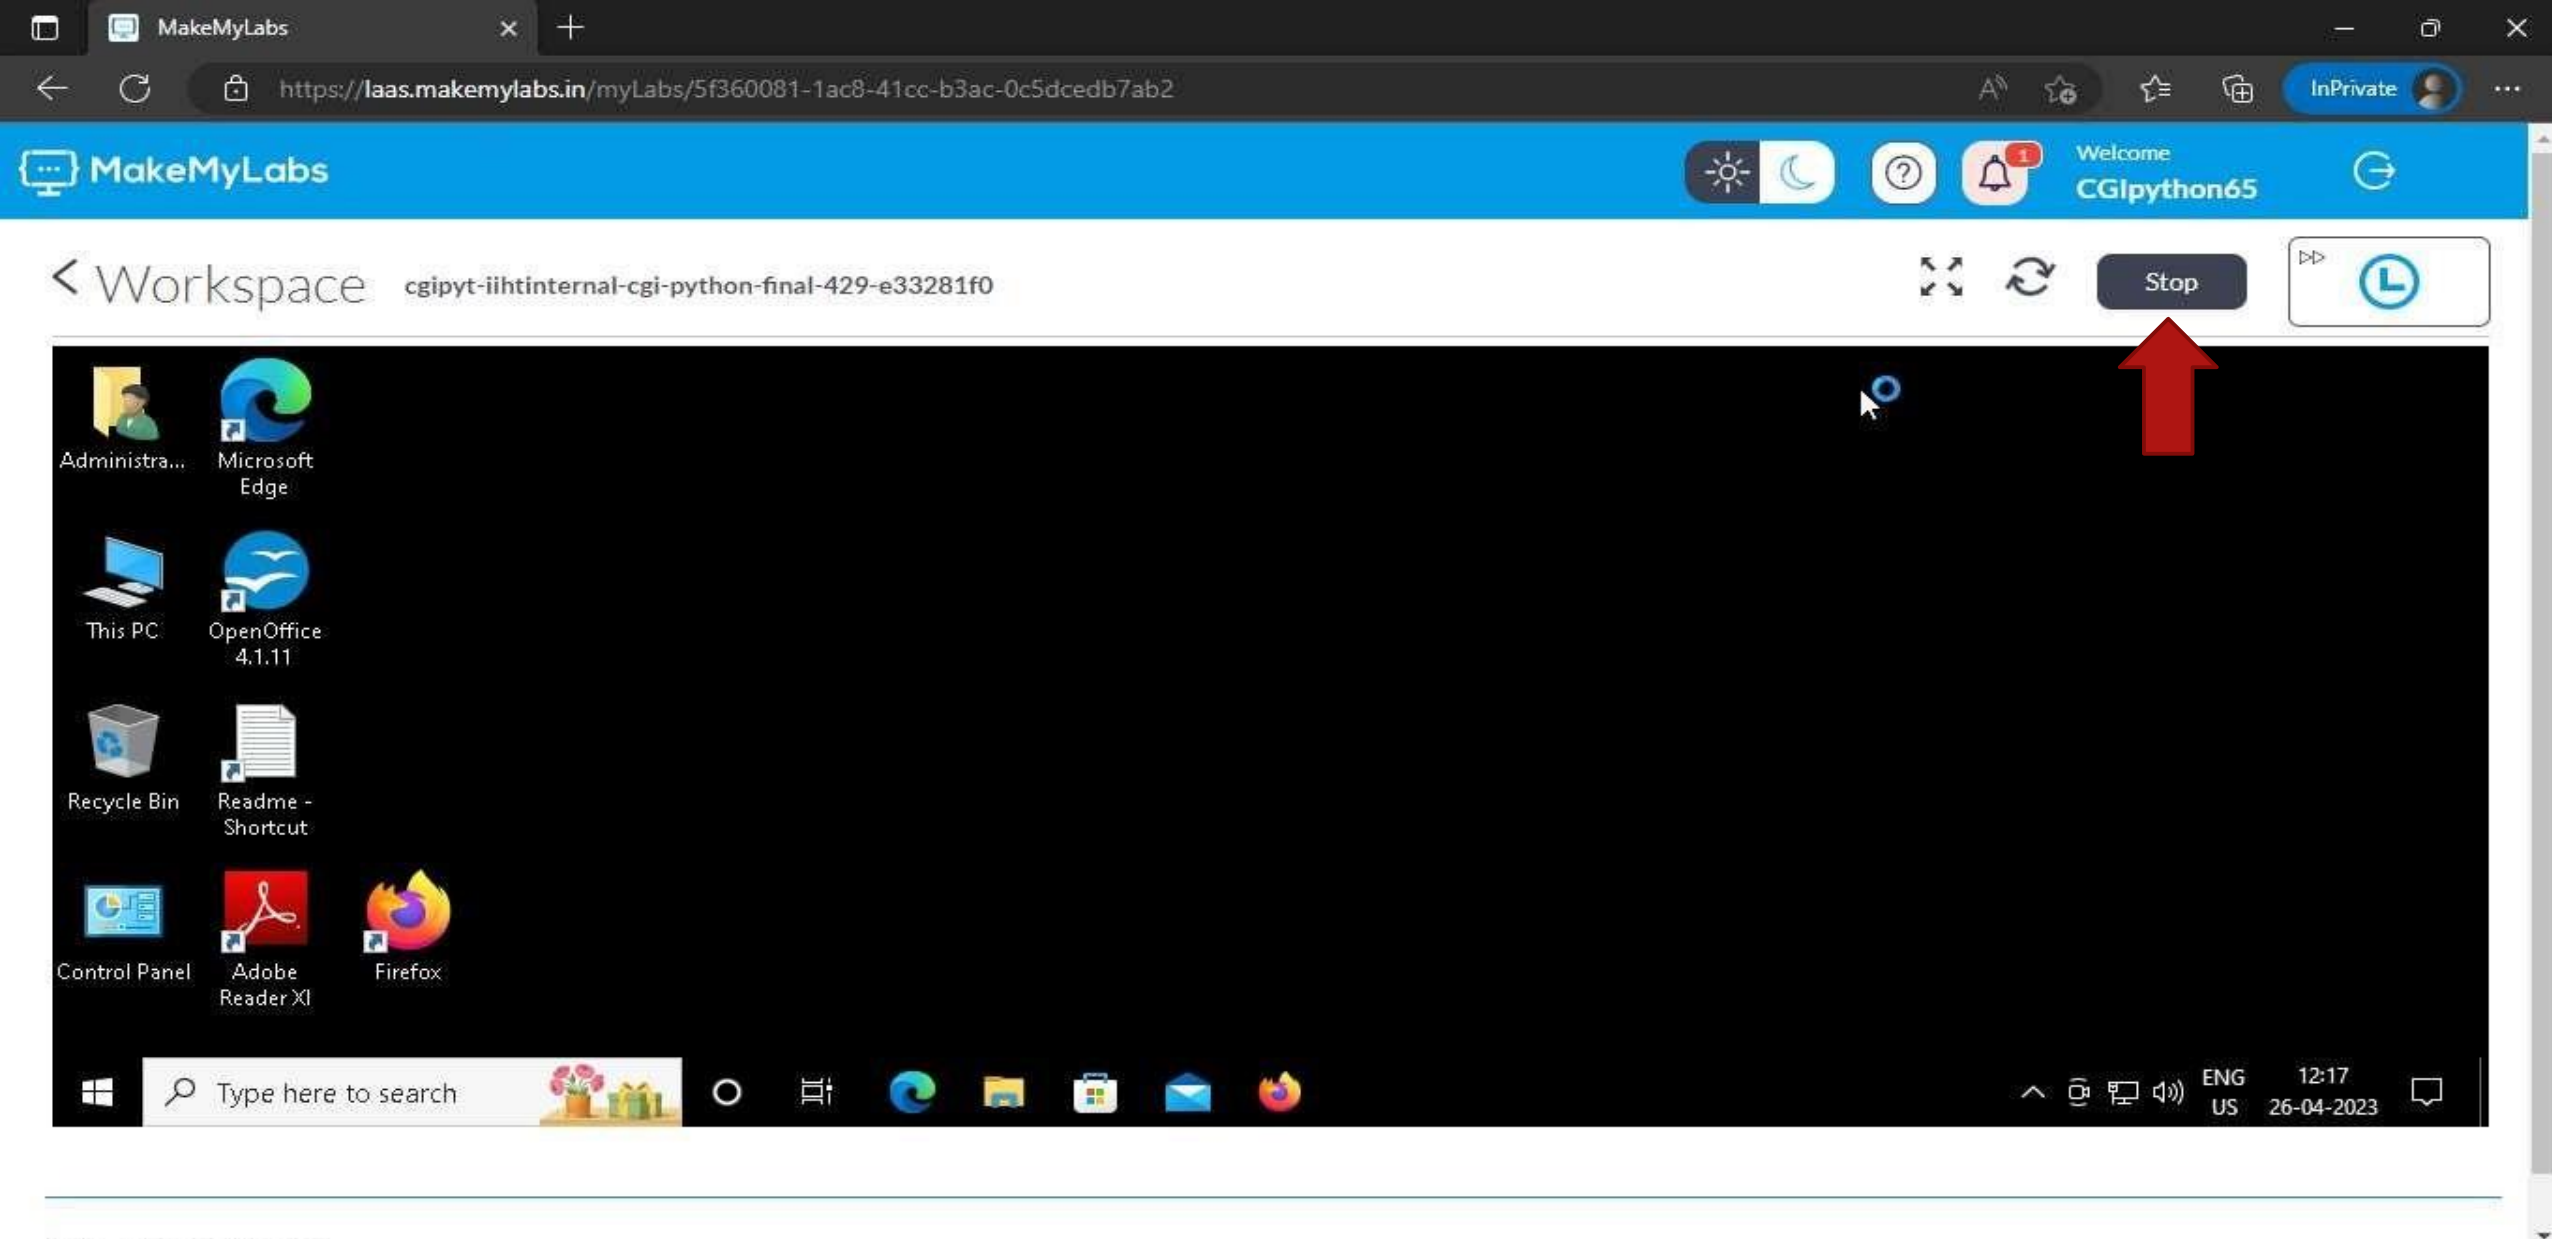 MakeMyLabs
https://laas.makemylabs.in/myLabs/5f360081-1ac8-41cc-b3ac-0c5dcedb7ab2
InPrivate
MakeMyLabs
1
Welcome
CGIpython65
Workspace
cgipyt-iihtinternal-cgi-python-final-429-e33281f0
Stop
Administra...
Microsoft
Edge
This PC
OpenOffice
4.1.11
Recycle Bin
Readme -
Shortcut
Control Panel
Adobe
Reader XI
Firefox
Type here to search
ENG
US
12:17
26-04-2023